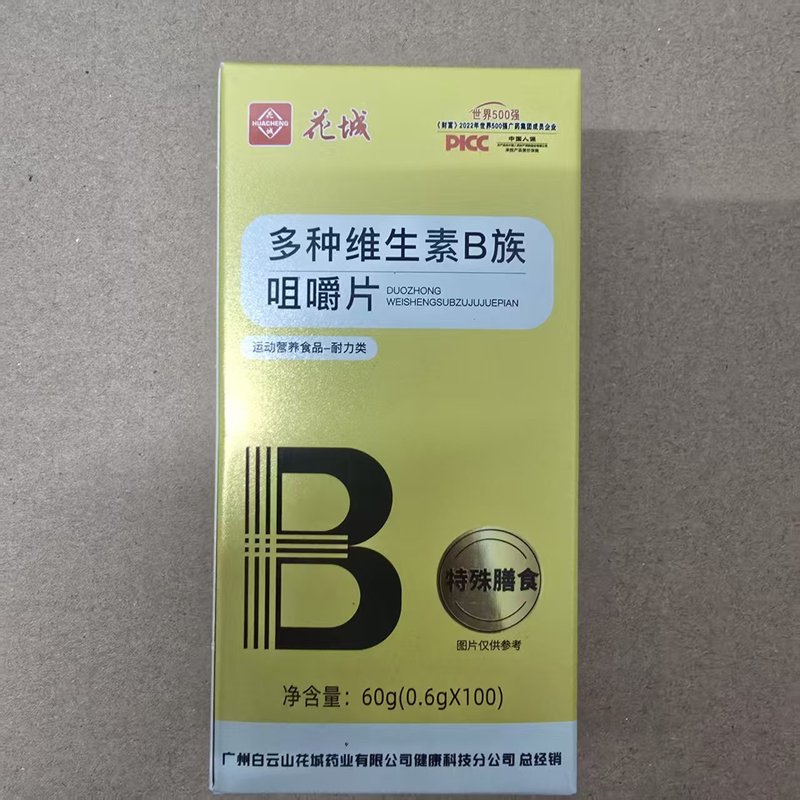 花城
HUACHENG
花城
世界500强
《财富》2022年世界500强广药集团成员企业
PICC
中国人保
多种维生素B族
咀嚼片
DUOZHONG
WEISHENGSUBZUJUJUEPIAN
运动营养食品-耐力类
B
特殊膳食
图片仅供参考
净含量：60g(0.6gX100)
广州白云山花城药业有限公司健康科技分公司 总经销